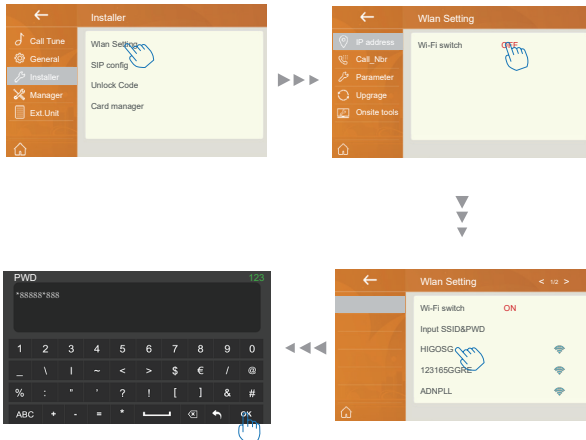 Installer
Call Tune
General
Installer
Manager
Ext.Unit
Wlan Setting
SIP config
Unlock Code
Card manager
Wlan Setting
IP address
Call_Nbr
Parameter
Upgrage
Onsite tools
Wi-Fi switch OFF
Wlan Setting < 1/2 >
Wi-Fi switch ON
Input SSID&PWD
HIGOSG
123165GGRE
ADNPLL
PWD 123
*88888*888
1 2 3 4 5 6 7 8 9 0
_ \ | ~ < > $ € / @
% : " ' ? ! [ ] & #
ABC + - = * OK